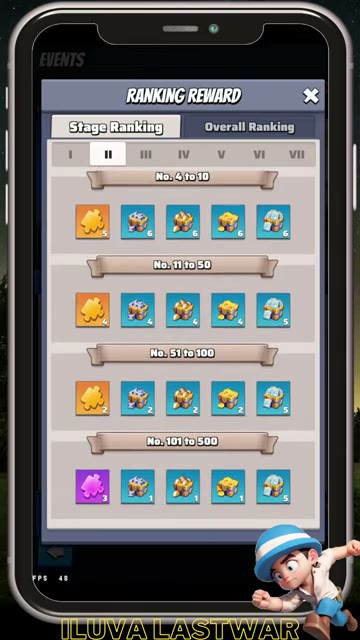 EVENTS
RANKING REWARD
Stage Ranking
Overall Ranking
I II III IV V VI VII
No. 4 to 10
5 6 6 6 6
No. 11 to 50
4 4 4 4 5
No. 51 to 100
2 2 2 2 5
No. 101 to 500
3 1 1 1 5
FPS 48
ILUVA LASTWAR